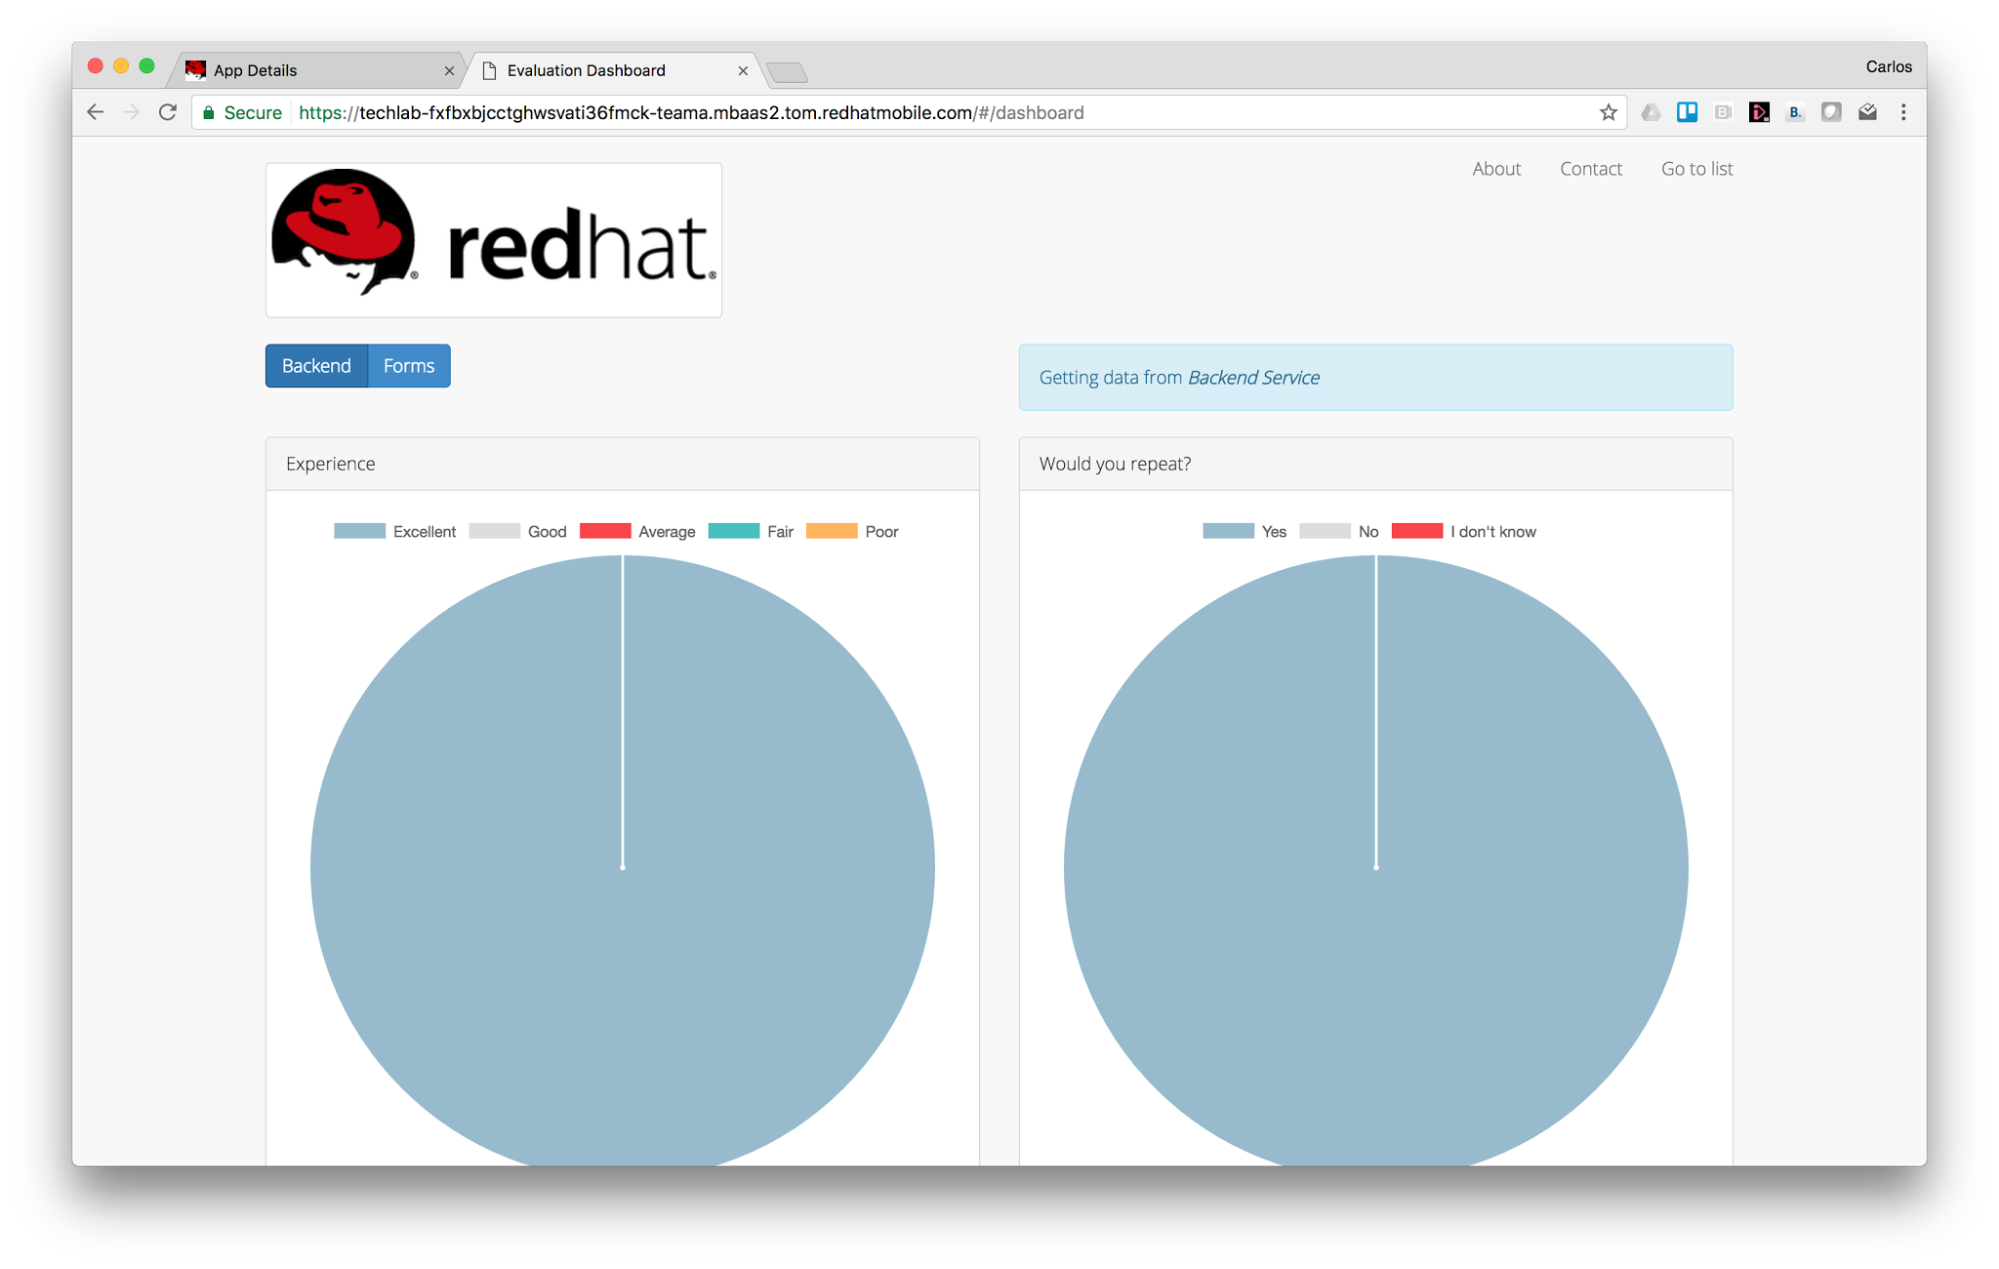 App Details
Evaluation Dashboard
Carlos
Secure https://techlab-fxfbxbjcctghwsvati36fmck-teama.mbaas2.tom.redhatmobile.com/#/dashboard
B.
About Contact Go to list
redhat®
Backend Forms
Getting data from Backend Service
Experience
Excellent Good Average Fair Poor
Would you repeat?
Yes No I don't know